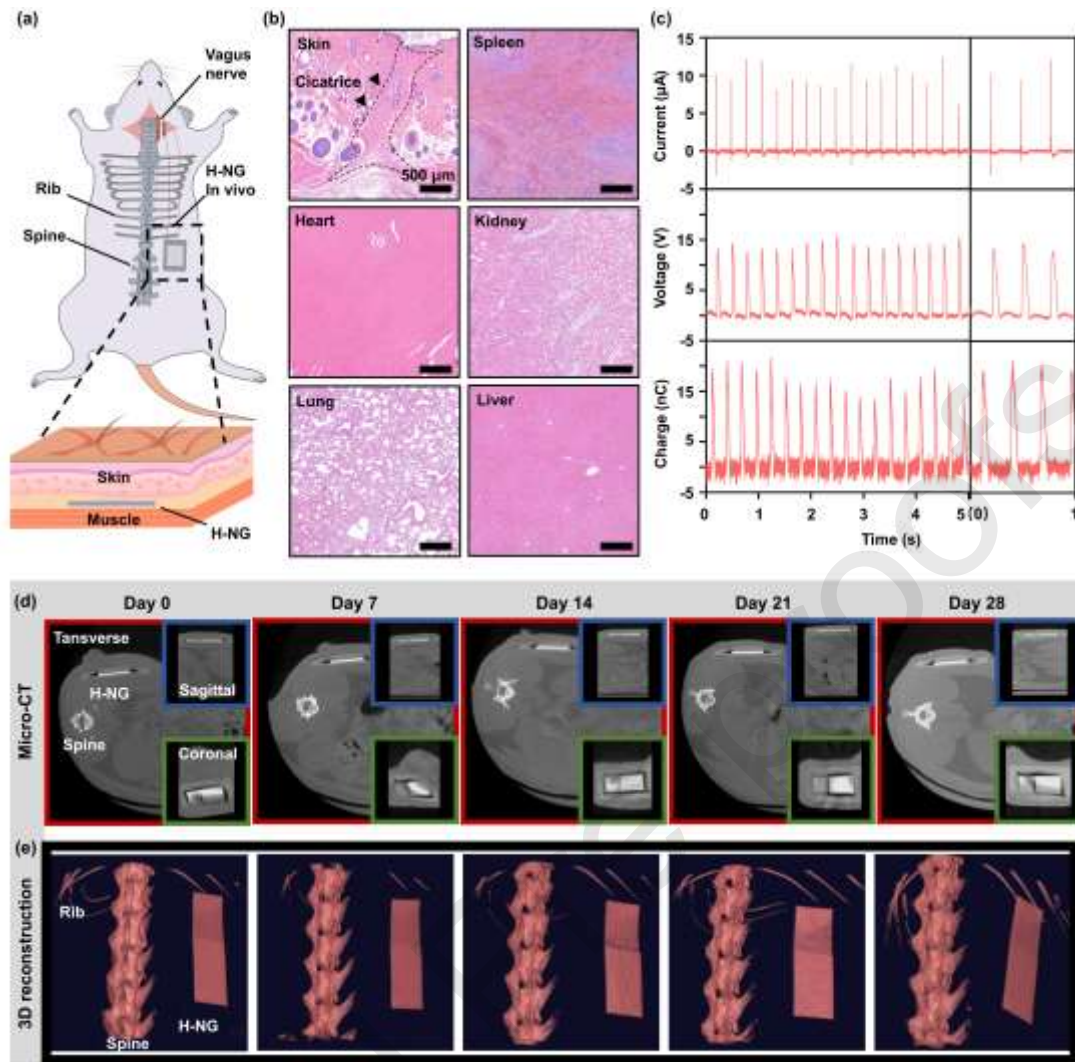 (a)
Vagus
nerve
H-NG
In vivo
Rib
Spine
Skin
Muscle
H-NG
(b)
Skin
Cicatrice
500 μm
Spleen
Heart
Kidney
Lung
Liver
(c)
Current (μA)
15
10
5
0
-5
Voltage (V)
15
5
-5
Charge (nC)
15
5
-5
0 1 2 3 4 5(0) 1
Time (s)
(d)
Day 0 Day 7 Day 14 Day 21 Day 28
Micro-CT
Tansverse
H-NG
Sagittal
Spine
Coronal
(e)
3D reconstruction
Rib
H-NG
Spine
roofs